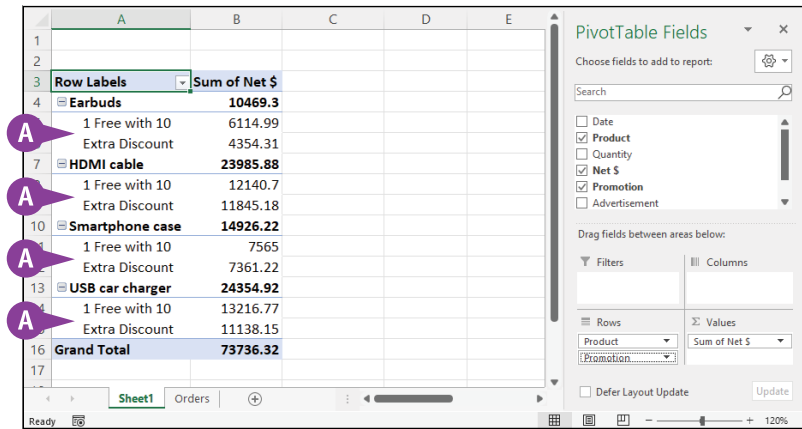 A B C D E
1
2
3 Row Labels Sum of Net $
4 Earbuds 10469.3
1 Free with 10 6114.99
A
Extra Discount 4354.31
7 HDMI cable 23985.88
1 Free with 10 12140.7
A
Extra Discount 11845.18
10 Smartphone case 14926.22
1 Free with 10 7565
A
Extra Discount 7361.22
13 USB car charger 24354.92
1 Free with 10 13216.77
A
Extra Discount 11138.15
16 Grand Total 73736.32
17
Sheet1 Orders
Ready
120%
PivotTable Fields
Choose fields to add to report:
Search
Date
Product
Quantity
Net $
Promotion
Advertisement
Drag fields between areas below:
Filters
Columns
Rows
Σ Values
Product
Sum of Net $
Promotion
Defer Layout Update
Update